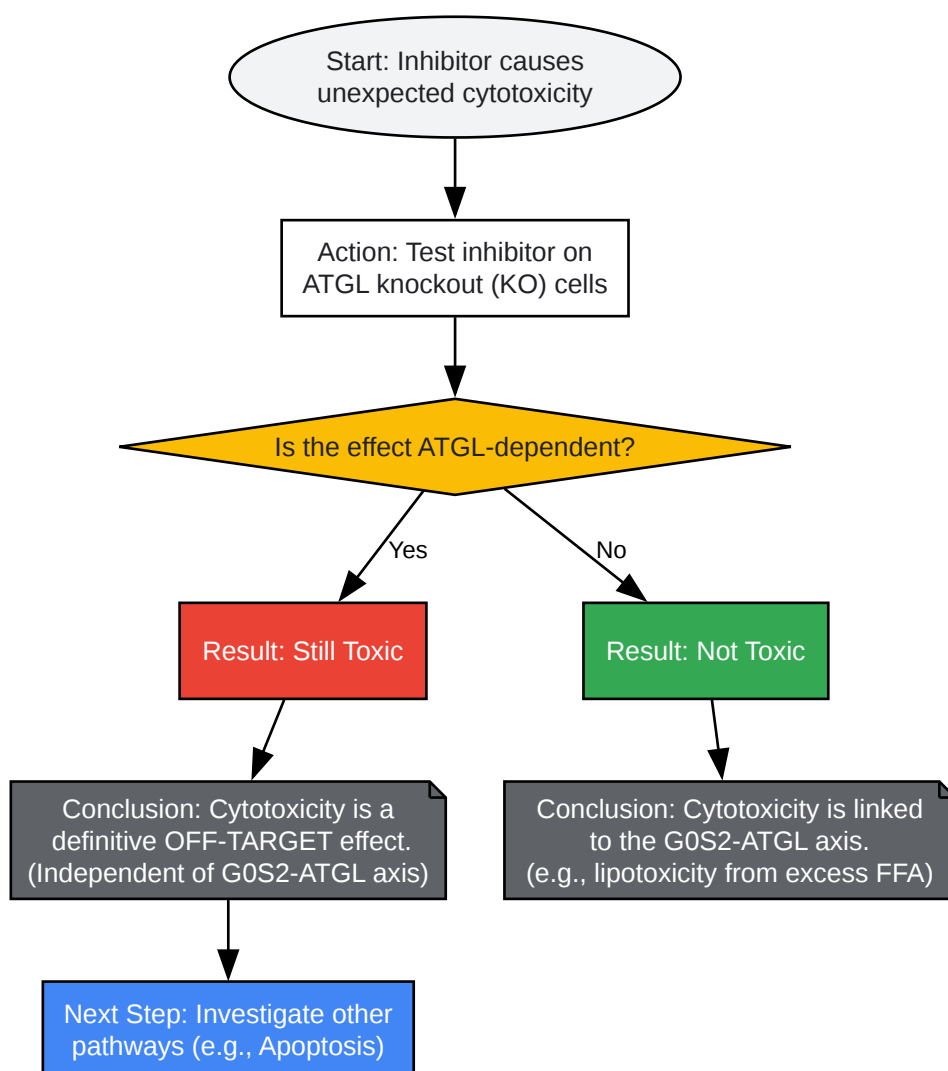 Start: Inhibitor causes
unexpected cytotoxicity
Action: Test inhibitor on
ATGL knockout (KO) cells
Is the effect ATGL-dependent?
Yes
No
Result: Still Toxic
Result: Not Toxic
Conclusion: Cytotoxicity is a
definitive OFF-TARGET effect.
(Independent of G0S2-ATGL axis)
Conclusion: Cytotoxicity is linked
to the G0S2-ATGL axis.
(e.g., lipotoxicity from excess FFA)
Next Step: Investigate other
pathways (e.g., Apoptosis)